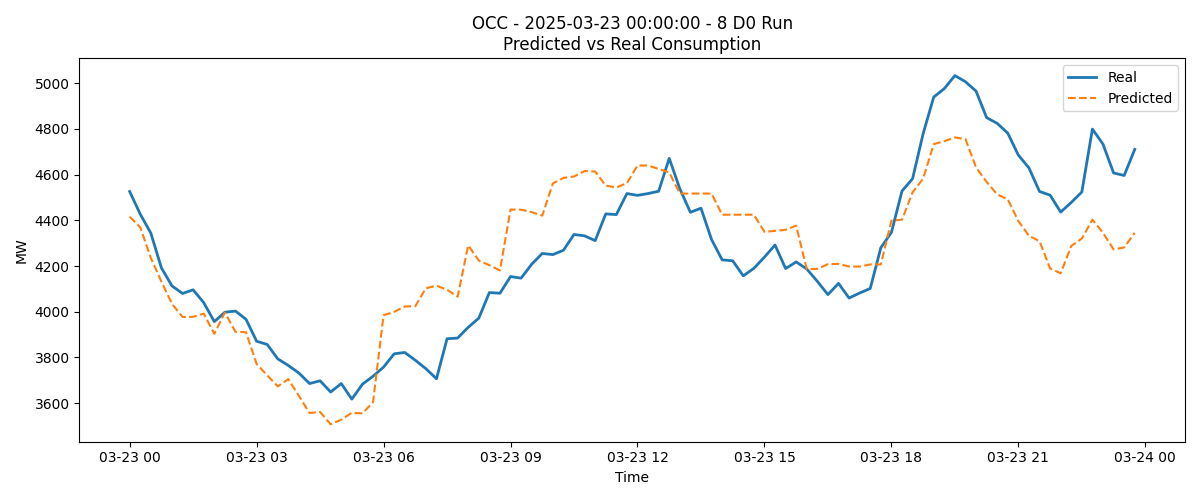 OCC - 2025-03-23 00:00:00 - 8 D0 Run
Predicted vs Real Consumption
Real
Predicted
MW
5000
4800
4600
4400
4200
4000
3800
3600
03-23 00
03-23 03
03-23 06
03-23 09
03-23 12
03-23 15
03-23 18
03-23 21
03-24 00
Time